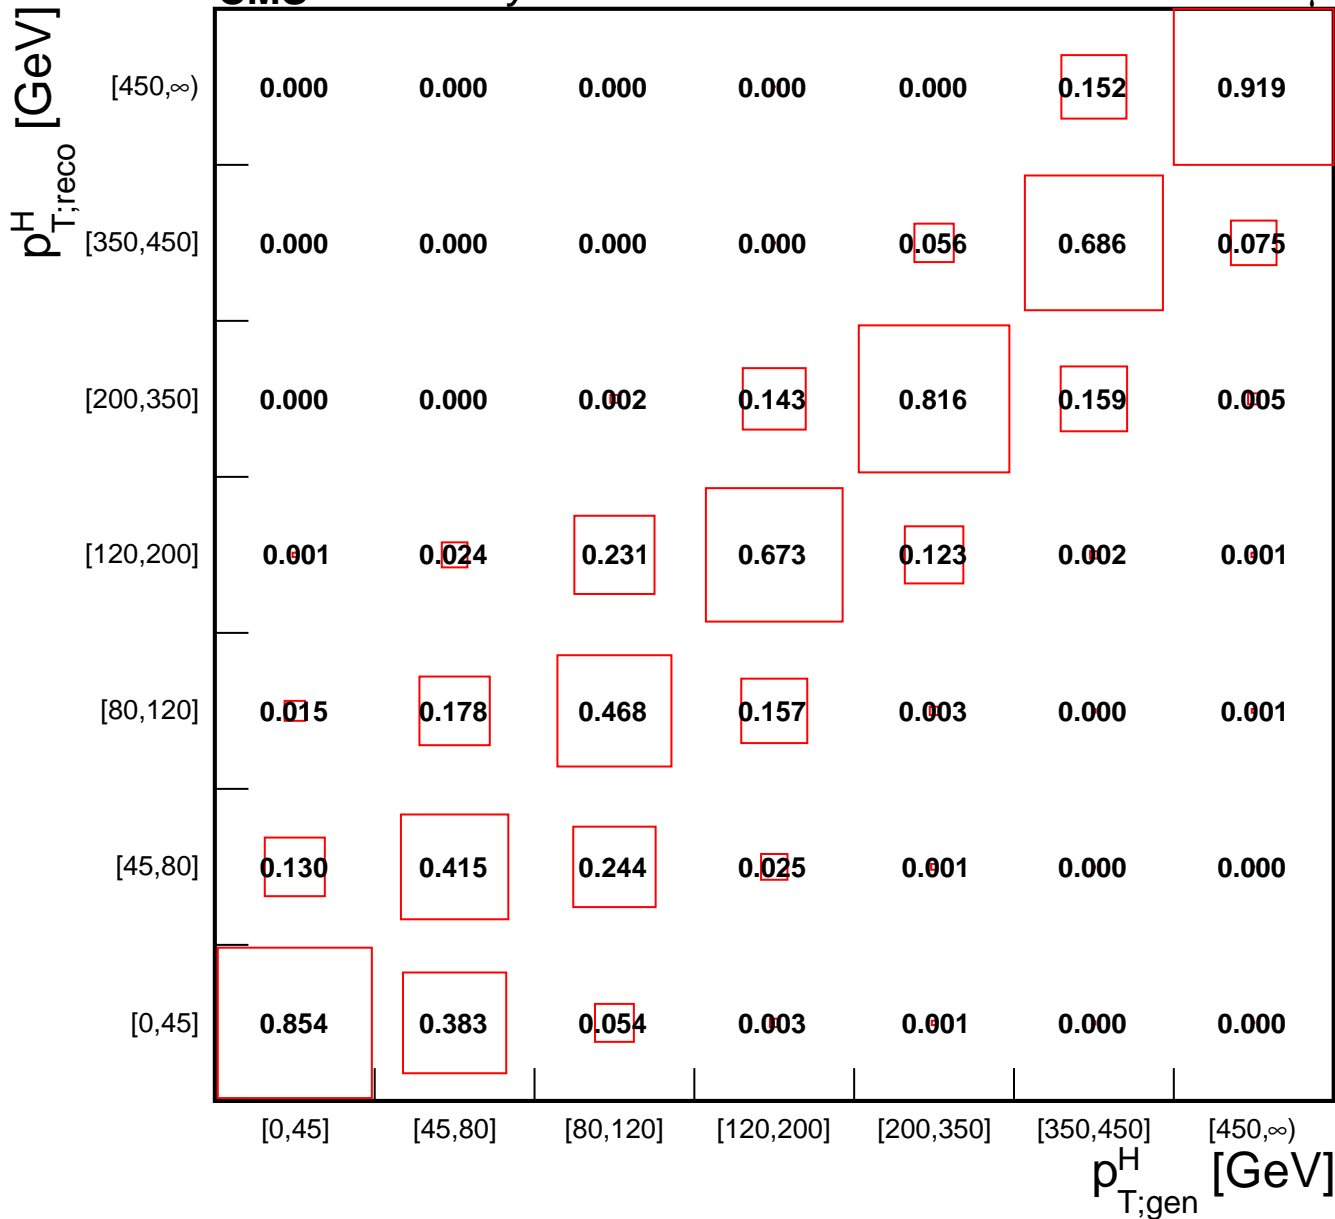 p^H_T;reco [GeV]
[450,∞) 0.000 0.000 0.000 0.000 0.000 0.152 0.919
[350,450] 0.000 0.000 0.000 0.000 0.056 0.686 0.075
[200,350] 0.000 0.000 0.002 0.143 0.816 0.159 0.005
[120,200] 0.001 0.024 0.231 0.673 0.123 0.002 0.001
[80,120] 0.015 0.178 0.468 0.157 0.003 0.000 0.001
[45,80] 0.130 0.415 0.244 0.025 0.001 0.000 0.000
[0,45] 0.854 0.383 0.054 0.003 0.001 0.000 0.000
[0,45] [45,80] [80,120] [120,200] [200,350] [350,450] [450,∞)
p^H_T;gen [GeV]